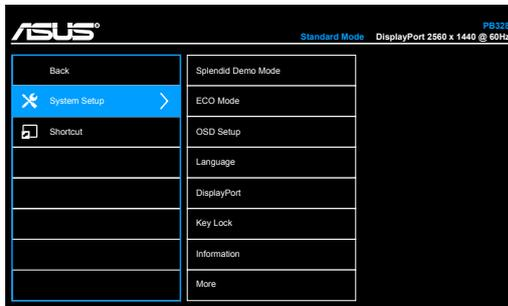 ASUS
PB328
Standard Mode DisplayPort 2560 x 1440 @ 60Hz
Back
System Setup
Shortcut
Splendid Demo Mode
ECO Mode
OSD Setup
Language
DisplayPort
Key Lock
Information
More